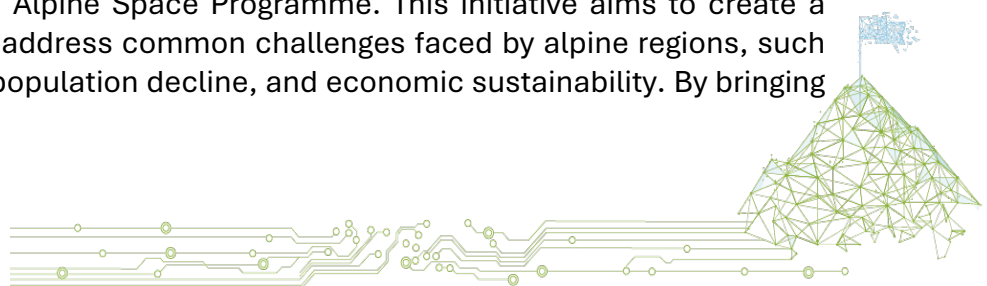 Alpine Space Programme. This initiative aims to create a
address common challenges faced by alpine regions, such
population decline, and economic sustainability. By bringing